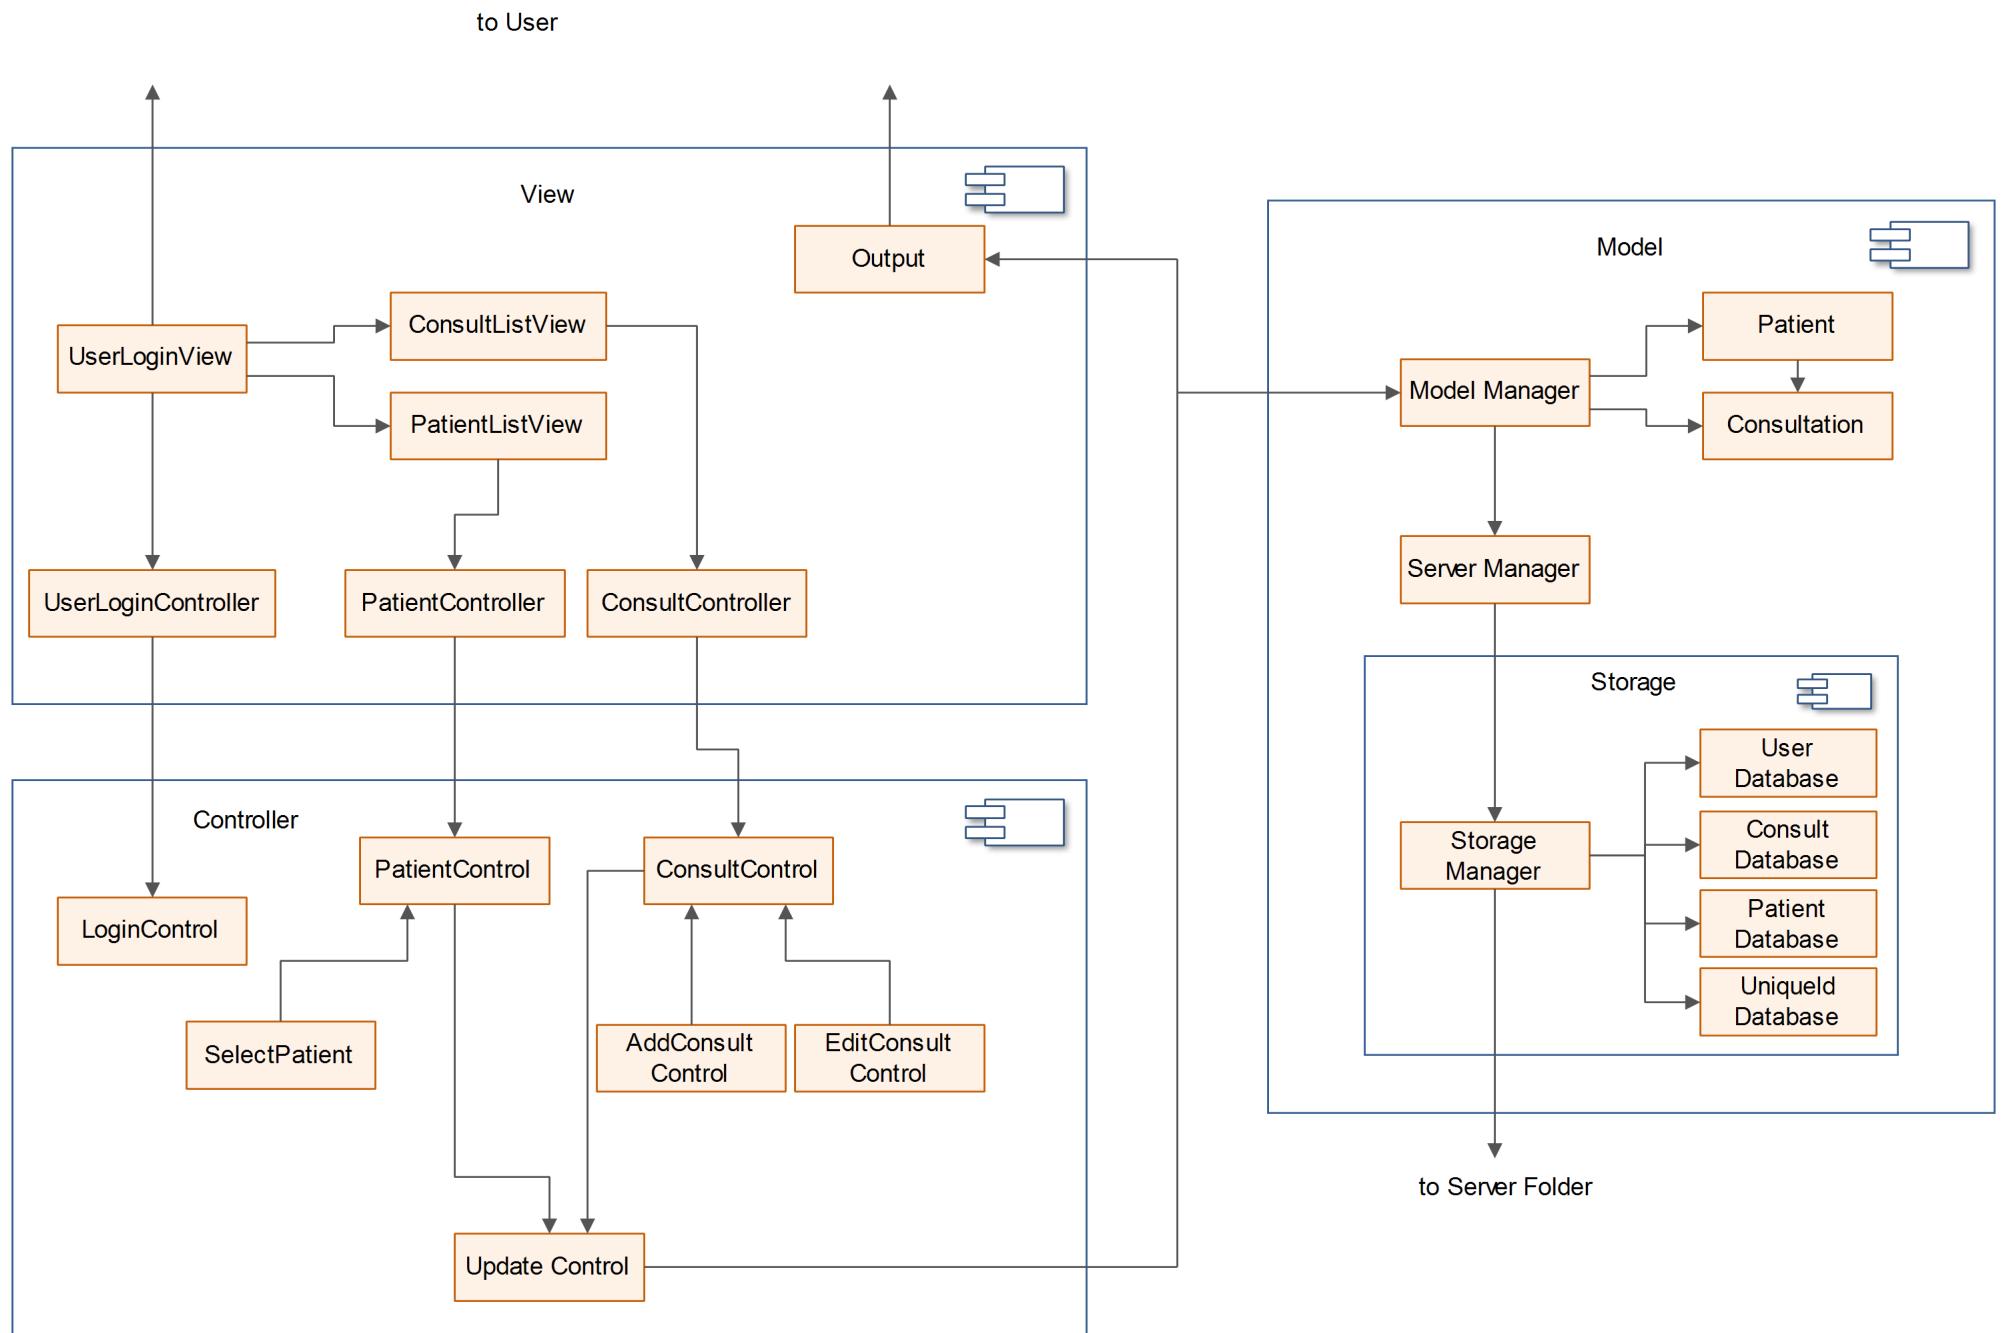 to User
View
Output
ConsultListView
UserLoginView
PatientListView
UserLoginController
PatientController
ConsultController
Controller
PatientControl
ConsultControl
LoginControl
SelectPatient
AddConsult
Control
EditConsult
Control
Update Control
Model
Patient
Model Manager
Consultation
Server Manager
Storage
User
Database
Consult
Database
Storage
Manager
Patient
Database
UniqueId
Database
to Server Folder